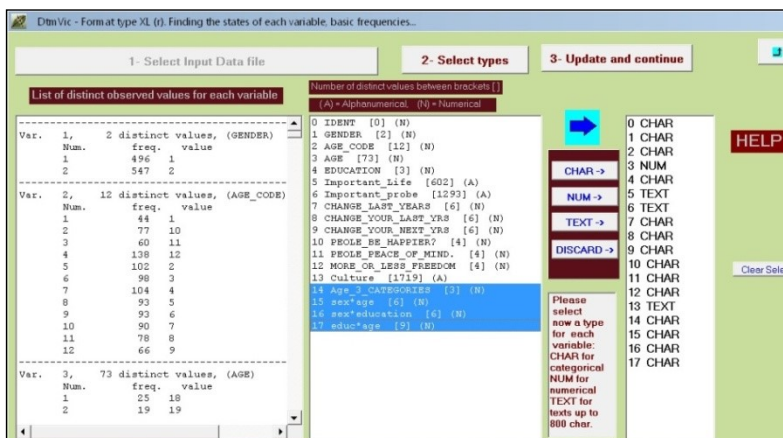 DtmVic - Format type XL (r). Finding the states of each variable, basic frequencies...
1- Select Input Data file
2- Select types
3- Update and continue
List of distinct observed values for each variable
Number of distinct values between brackets [ ]
(A) = Alphanumerical, (N) = Numerical
Var. 1, 2 distinct values, (GENDER)
Num. freq. value
1 496 1
2 547 2
Var. 2, 12 distinct values, (AGE_CODE)
Num. freq. value
1 44 1
2 77 10
3 60 11
4 138 12
5 102 2
6 98 3
7 104 4
8 93 5
9 93 6
10 90 7
11 78 8
12 66 9
Var. 3, 73 distinct values, (AGE)
Num. freq. value
1 25 18
2 19 19
0 IDENT [0] (N)
1 GENDER [2] (N)
2 AGE_CODE [12] (N)
3 AGE [73] (N)
4 EDUCATION [3] (N)
5 Important_Life [602] (A)
6 Important_probe [1293] (A)
7 CHANGE_LAST_YEARS [6] (N)
8 CHANGE_YOUR_LAST_YRS [6] (N)
9 CHANGE_YOUR_NEXT_YRS [6] (N)
10 PEOLE_BE_HAPPIER? [4] (N)
11 PEOLE_PEACE_OF_MIND. [4] (N)
12 MORE_OR_LESS_FREEDOM [4] (N)
13 Culture [1719] (A)
14 Age_3_CATEGORIES [3] (N)
15 sex*age [6] (N)
16 sex*education [6] (N)
17 educ*age [9] (N)
CHAR ->
NUM ->
TEXT ->
DISCARD ->
Please
select
now a type
for each
variable:
CHAR for
categorical
NUM for
numerical
TEXT for
texts up to
800 char.
0 CHAR
1 CHAR
2 CHAR
3 NUM
4 CHAR
5 TEXT
6 TEXT
7 CHAR
8 CHAR
9 CHAR
10 CHAR
11 CHAR
12 CHAR
13 TEXT
14 CHAR
15 CHAR
16 CHAR
17 CHAR
HELP
Clear Sele